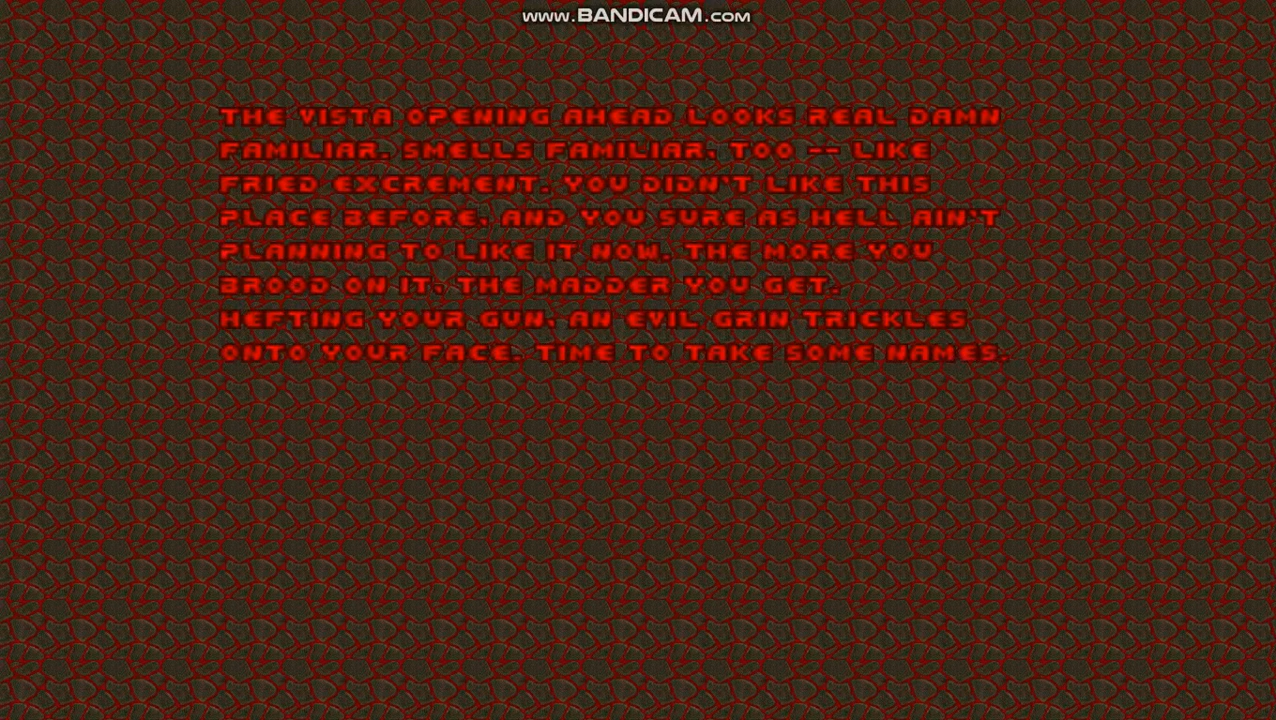 www.BANDICAM.com
THE VISTA OPENING AHEAD LOOKS REAL DAMN
FAMILIAR. SMELLS FAMILIAR, TOO -- LIKE
FRIED EXCREMENT. YOU DIDN'T LIKE THIS
PLACE BEFORE, AND YOU SURE AS HELL AIN'T
PLANNING TO LIKE IT NOW. THE MORE YOU
BROOD ON IT, THE MADDER YOU GET.
HEFTING YOUR GUN, AN EVIL GRIN TRICKLES
ONTO YOUR FACE. TIME TO TAKE SOME NAMES.